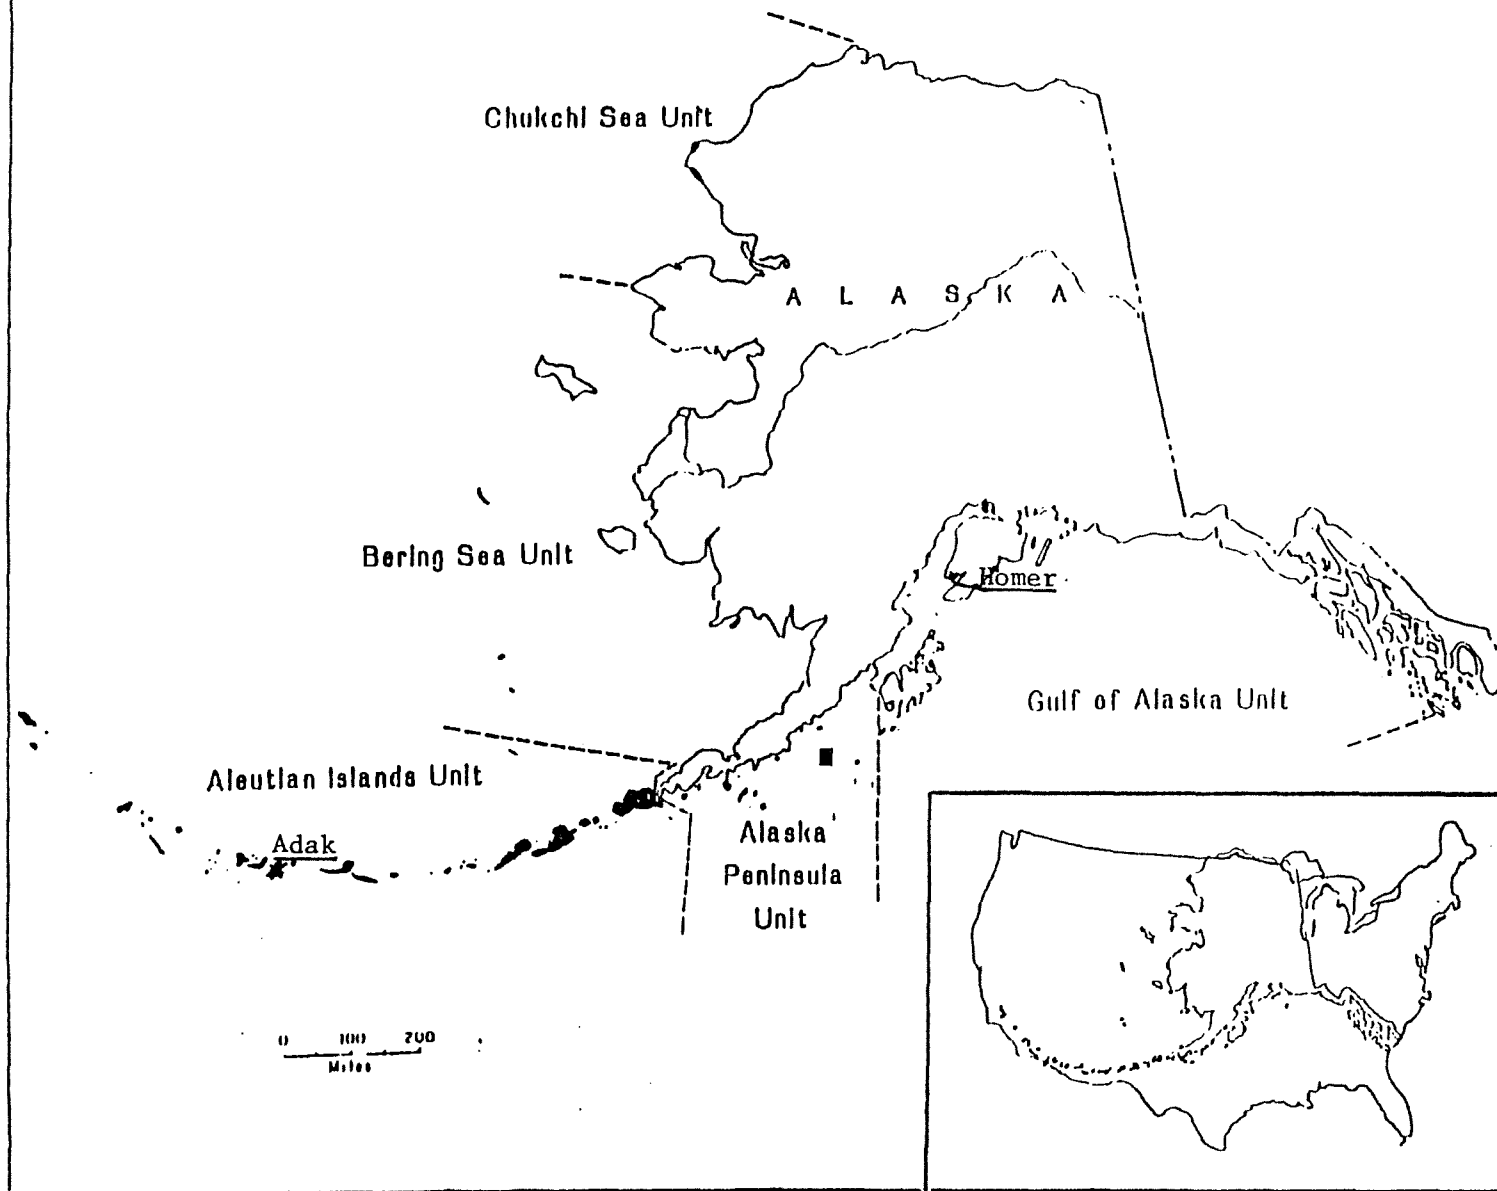 Chukchi Sea Unit
A L A S K A
Bering Sea Unit
Homer
Gulf of Alaska Unit
Aleutian Islands Unit
Adak
Alaska
Peninsula
Unit
0 100 200
Miles